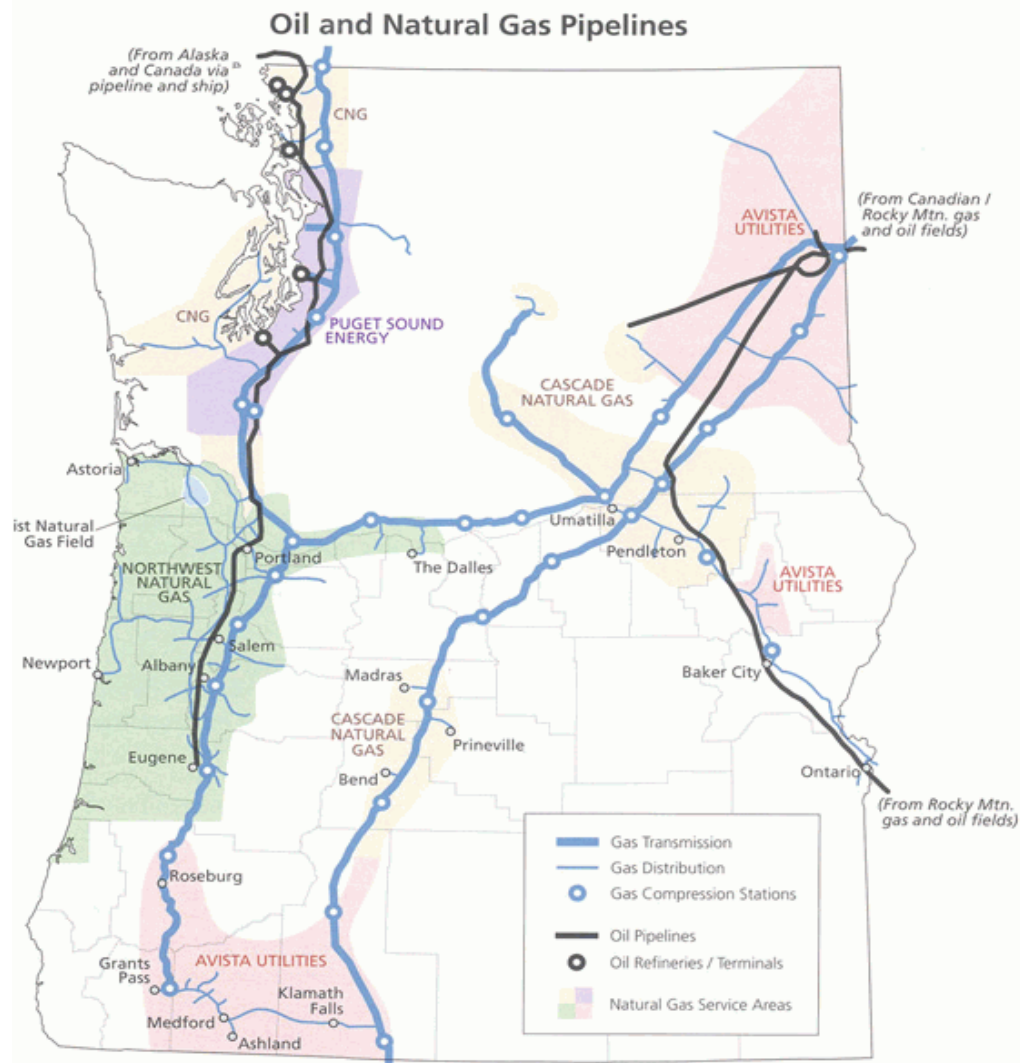 Oil and Natural Gas Pipelines
(From Alaska
and Canada via
pipeline and ship)
CNG
(From Canadian /
Rocky Mtn. gas
and oil fields)
AVISTA
UTILITIES
CNG
PUGET SOUND
ENERGY
CASCADE
NATURAL GAS
Astoria
ist Natural
Gas Field
Umatilla
Portland
The Dalles
Pendleton
NORTHWEST
NATURAL
GAS
AVISTA
UTILITIES
Salem
Newport
Albany
Madras
Baker City
CASCADE
NATURAL
GAS
Prineville
Eugene
Bend
Ontario
(From Rocky Mtn.
gas and oil fields)
Roseburg
Grants
Pass
AVISTA UTILITIES
Klamath
Falls
Medford
Ashland
Gas Transmission
Gas Distribution
Gas Compression Stations
Oil Pipelines
Oil Refineries / Terminals
Natural Gas Service Areas